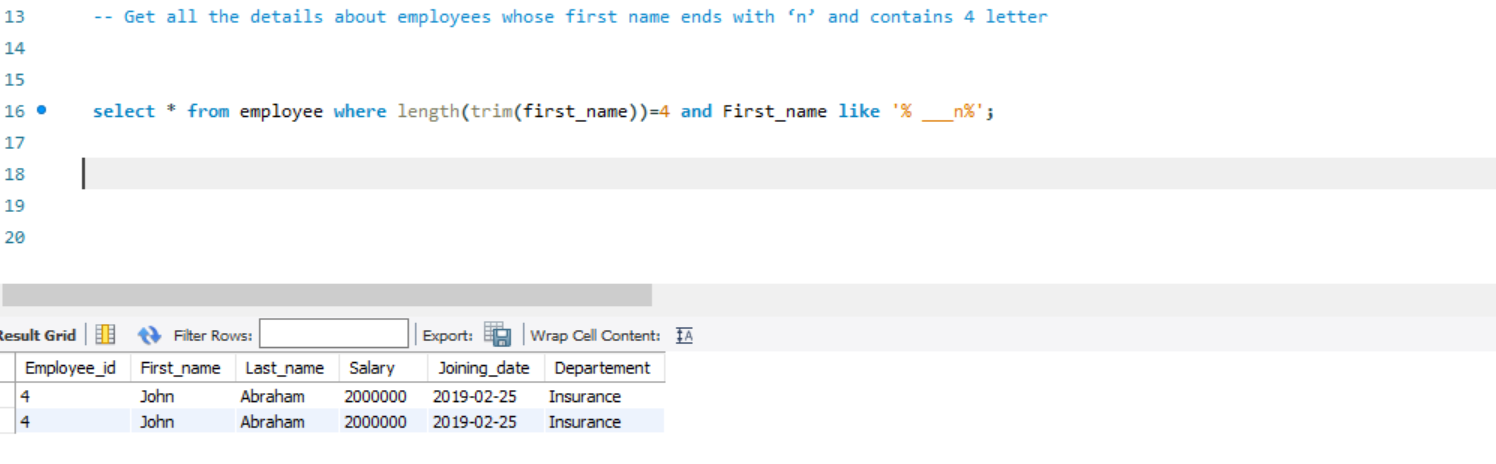 13 -- Get all the details about employees whose first name ends with ‘n’ and contains 4 letter
14
15
16 select * from employee where length(trim(first_name))=4 and First_name like '% ___n%';
17
18
19
20
Result Grid Filter Rows: Export: Wrap Cell Content: IA
Employee_id First_name Last_name Salary Joining_date Departement
4 John Abraham 2000000 2019-02-25 Insurance
4 John Abraham 2000000 2019-02-25 Insurance